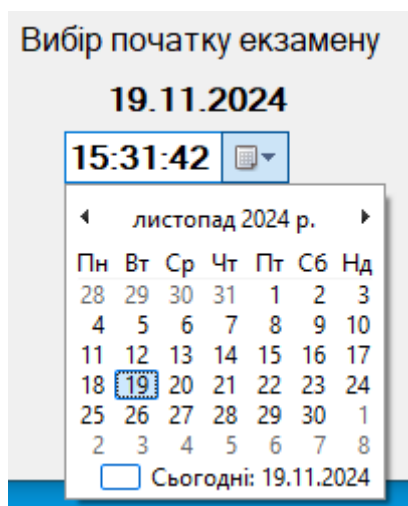 Вибір початку екзамену
19.11.2024
15:31:42
листопад 2024 р.
Пн Вт Ср Чт Пт Сб Нд
28 29 30 31 1 2 3
4 5 6 7 8 9 10
11 12 13 14 15 16 17
18 19 20 21 22 23 24
25 26 27 28 29 30 1
2 3 4 5 6 7 8
Сьогодні: 19.11.2024